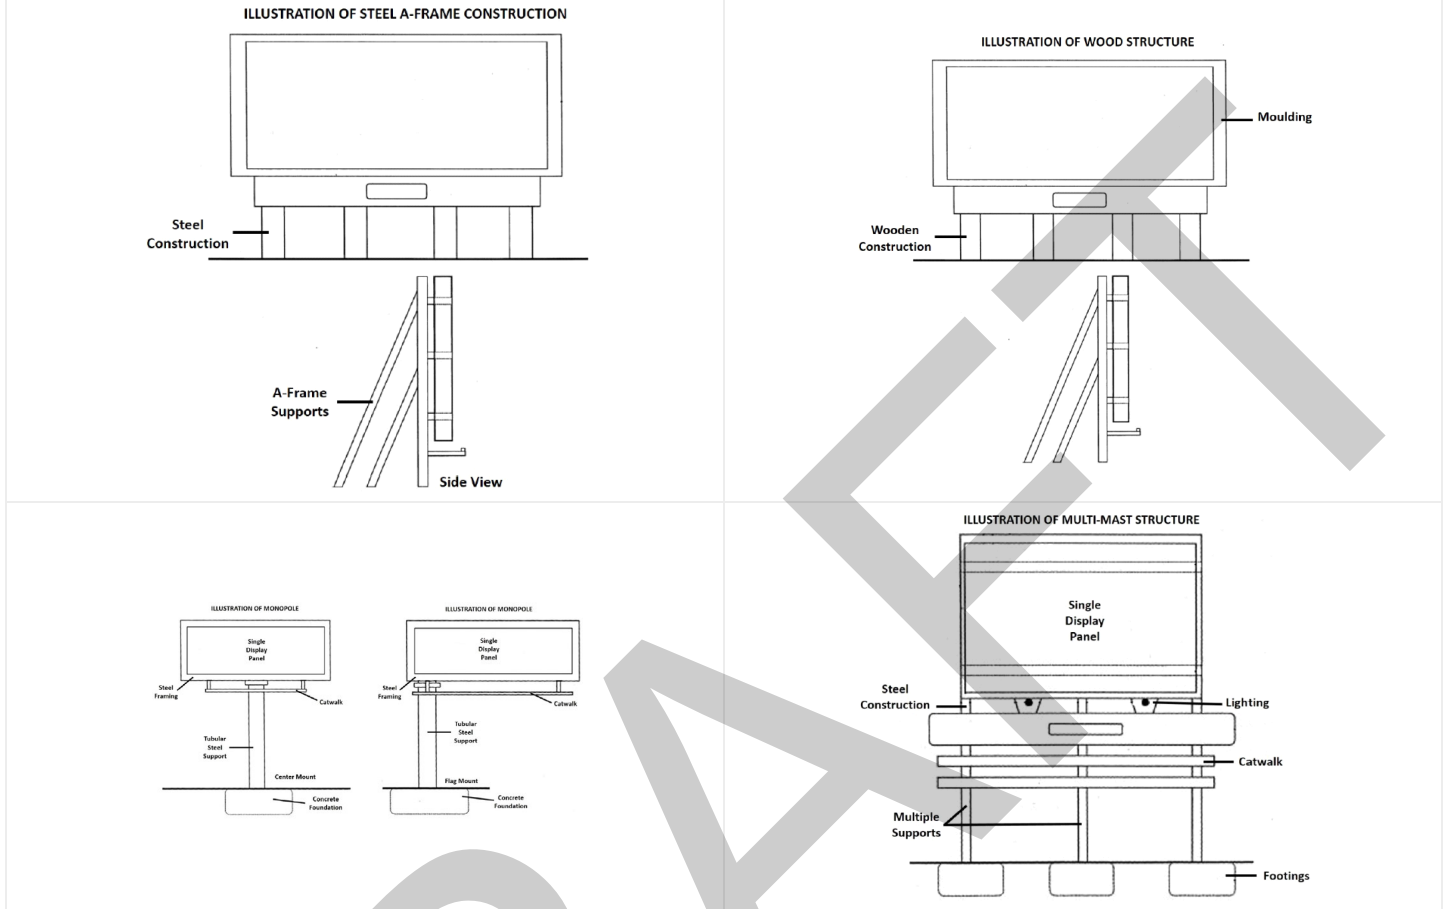 ILLUSTRATION OF STEEL A-FRAME CONSTRUCTION
Steel
Construction
A-Frame
Supports
Side View
ILLUSTRATION OF WOOD STRUCTURE
Moulding
Wooden
Construction
ILLUSTRATION OF MONOPOLE
Single
Display
Panel
Steel
Framing
Catwalk
Tubular
Steel
Support
Center Mount
Concrete
Foundation
ILLUSTRATION OF MONOPOLE
Single
Display
Panel
Steel
Framing
Catwalk
Tubular
Steel
Support
Flag Mount
Concrete
Foundation
ILLUSTRATION OF MULTI-MAST STRUCTURE
Single
Display
Panel
Steel
Construction
Lighting
Catwalk
Multiple
Supports
Footings
DRAFT